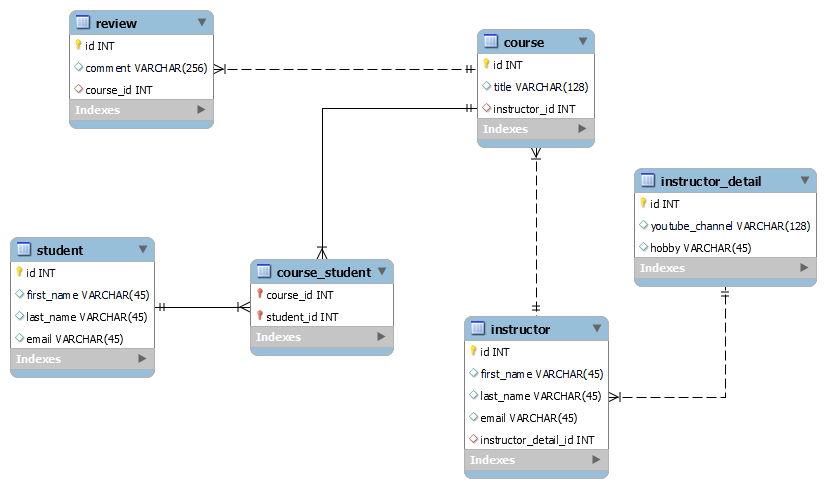 review
id INT
comment VARCHAR(256)
course_id INT
Indexes
course
id INT
title VARCHAR(128)
instructor_id INT
Indexes
instructor_detail
id INT
youtube_channel VARCHAR(128)
hobby VARCHAR(45)
Indexes
student
id INT
first_name VARCHAR(45)
last_name VARCHAR(45)
email VARCHAR(45)
Indexes
course_student
course_id INT
student_id INT
Indexes
instructor
id INT
first_name VARCHAR(45)
last_name VARCHAR(45)
email VARCHAR(45)
instructor_detail_id INT
Indexes